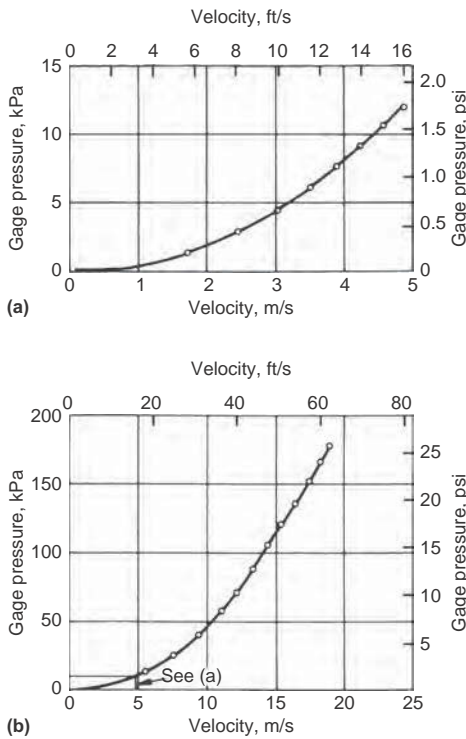 Velocity, ft/s
0 2 4 6 8 10 12 14 16
15
10
5
0
Gage pressure, kPa
2.0
1.5
1.0
0.5
0
Gage pressure, psi
0 1 2 3 4 5
Velocity, m/s
(a)
Velocity, ft/s
0 20 40 60 80
200
150
100
50
0
Gage pressure, kPa
25
20
15
10
5
Gage pressure, psi
See (a)
0 5 10 15 20 25
Velocity, m/s
(b)